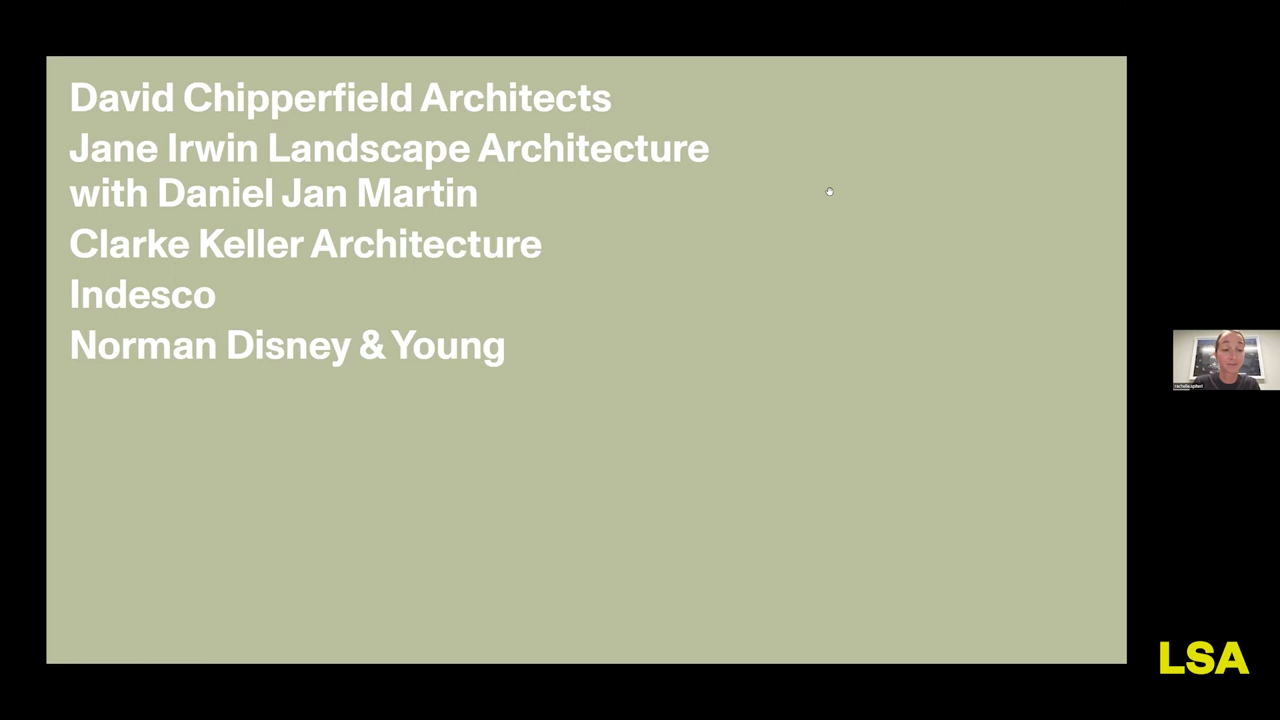 David Chipperfield Architects
Jane Irwin Landscape Architecture
with Daniel Jan Martin
Clarke Keller Architecture
Indesco
Norman Disney & Young
LSA